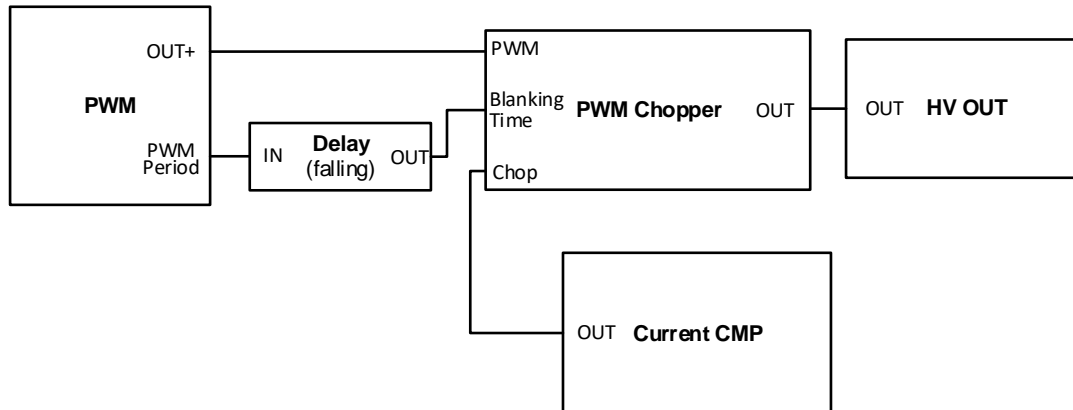 OUT+
PWM
PWM
Period
IN
Delay
(falling)
OUT
PWM
Blanking
Time
PWM Chopper
OUT
Chop
OUT
HV OUT
OUT
Current CMP